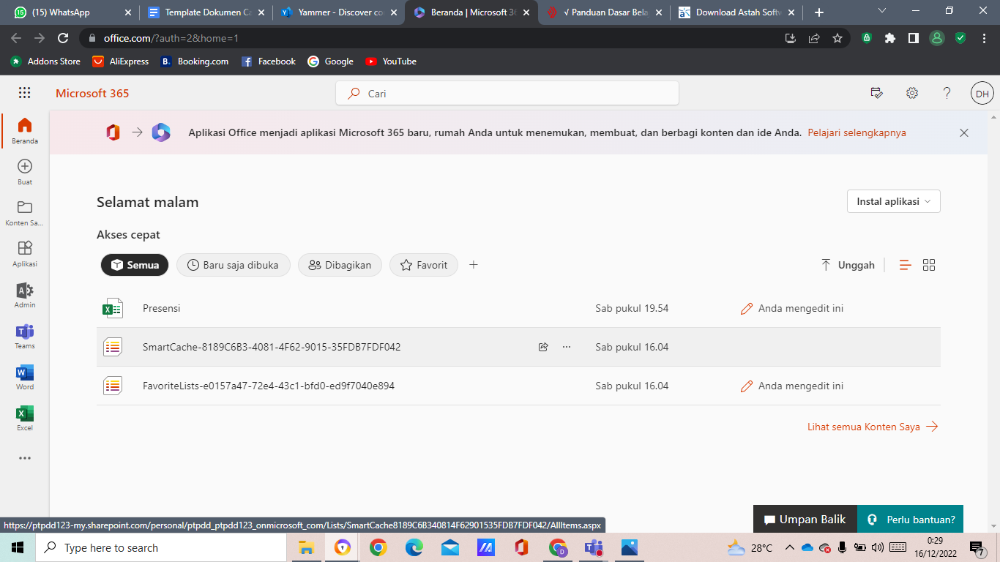 (15) WhatsApp
Template Dokumen Ca
Yammer - Discover co
Beranda | Microsoft 36
√ Panduan Dasar Bela
Download Astah Softw
office.com/?auth=2&home=1
Addons Store
AliExpress
B. Booking.com
Facebook
Google
YouTube
Microsoft 365
Cari
DH
Beranda
Buat
Konten Sa...
Aplikasi
Admin
Teams
Word
Excel
Aplikasi Office menjadi aplikasi Microsoft 365 baru, rumah Anda untuk menemukan, membuat, dan berbagi konten dan ide Anda. Pelajari selengkapnya
Selamat malam
Instal aplikasi
Akses cepat
Semua
Baru saja dibuka
Dibagikan
Favorit
Unggah
Presensi Sab pukul 19.54 Anda mengedit ini
SmartCache-8189C6B3-4081-4F62-9015-35FDB7FDF042 Sab pukul 16.04
FavoriteLists-e0157a47-72e4-43c1-bfd0-ed9f7040e894 Sab pukul 16.04 Anda mengedit ini
Lihat semua Konten Saya
Umpan Balik
Perlu bantuan?
https://ptpdd123-my.sharepoint.com/personal/ptpdd_ptpdd123_onmicrosoft_com/Lists/SmartCache8189C6B340814F62901535FDB7FDF042/AllItems.aspx
Type here to search
28°C
0:29
16/12/2022
7